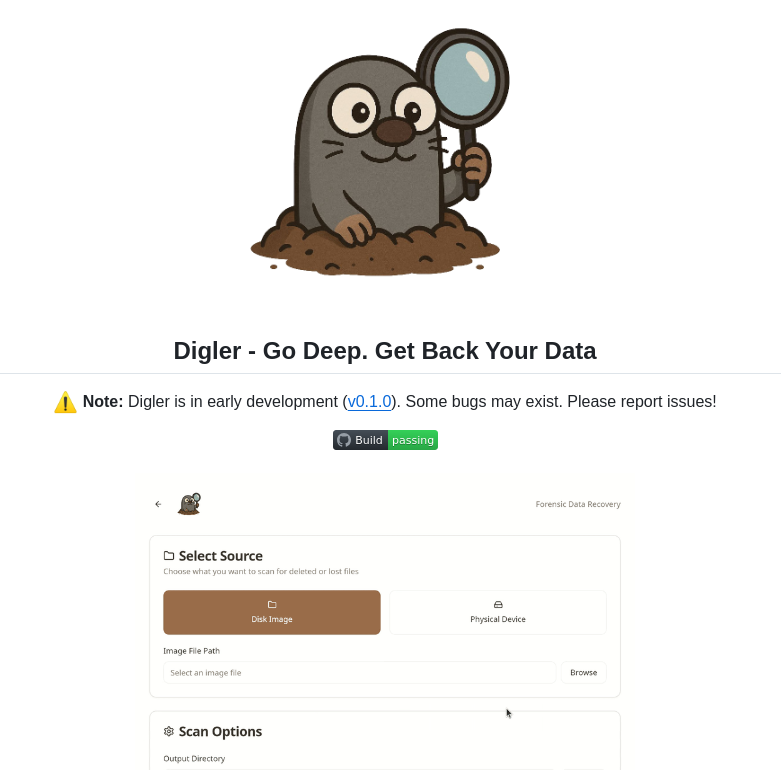 Digler - Go Deep. Get Back Your Data
⚠️ Note: Digler is in early development (v0.1.0). Some bugs may exist. Please report issues!
Build passing
Forensic Data Recovery
Select Source
Choose what you want to scan for deleted or lost files
Disk Image
Physical Device
Image File Path
Select an image file
Browse
Scan Options
Output Directory